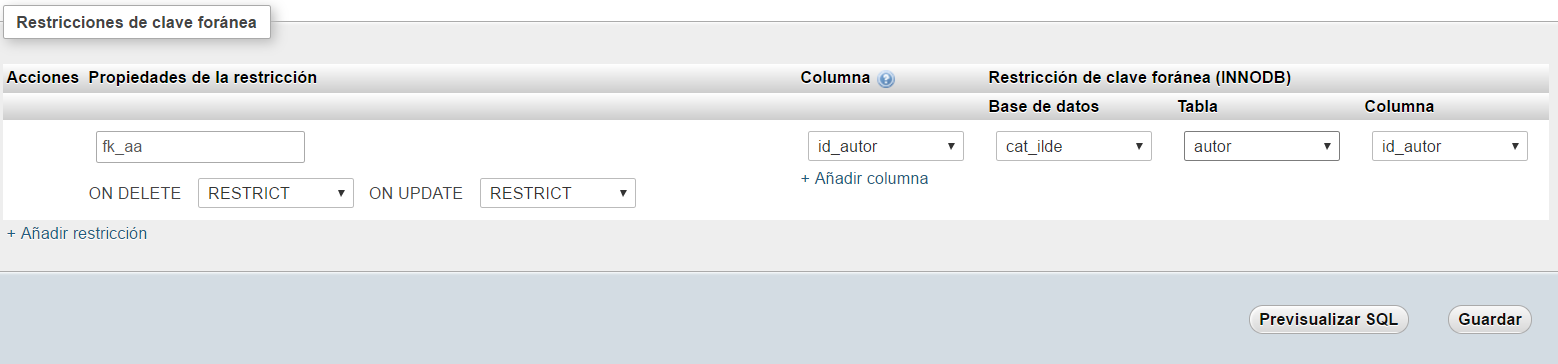 Restricciones de clave foránea
Acciones Propiedades de la restricción Columna Restricción de clave foránea (INNODB)
Base de datos Tabla Columna
fk_aa id_autor cat_ilde autor id_autor
+ Añadir columna
ON DELETE RESTRICT ON UPDATE RESTRICT
+ Añadir restricción
Previsualizar SQL Guardar